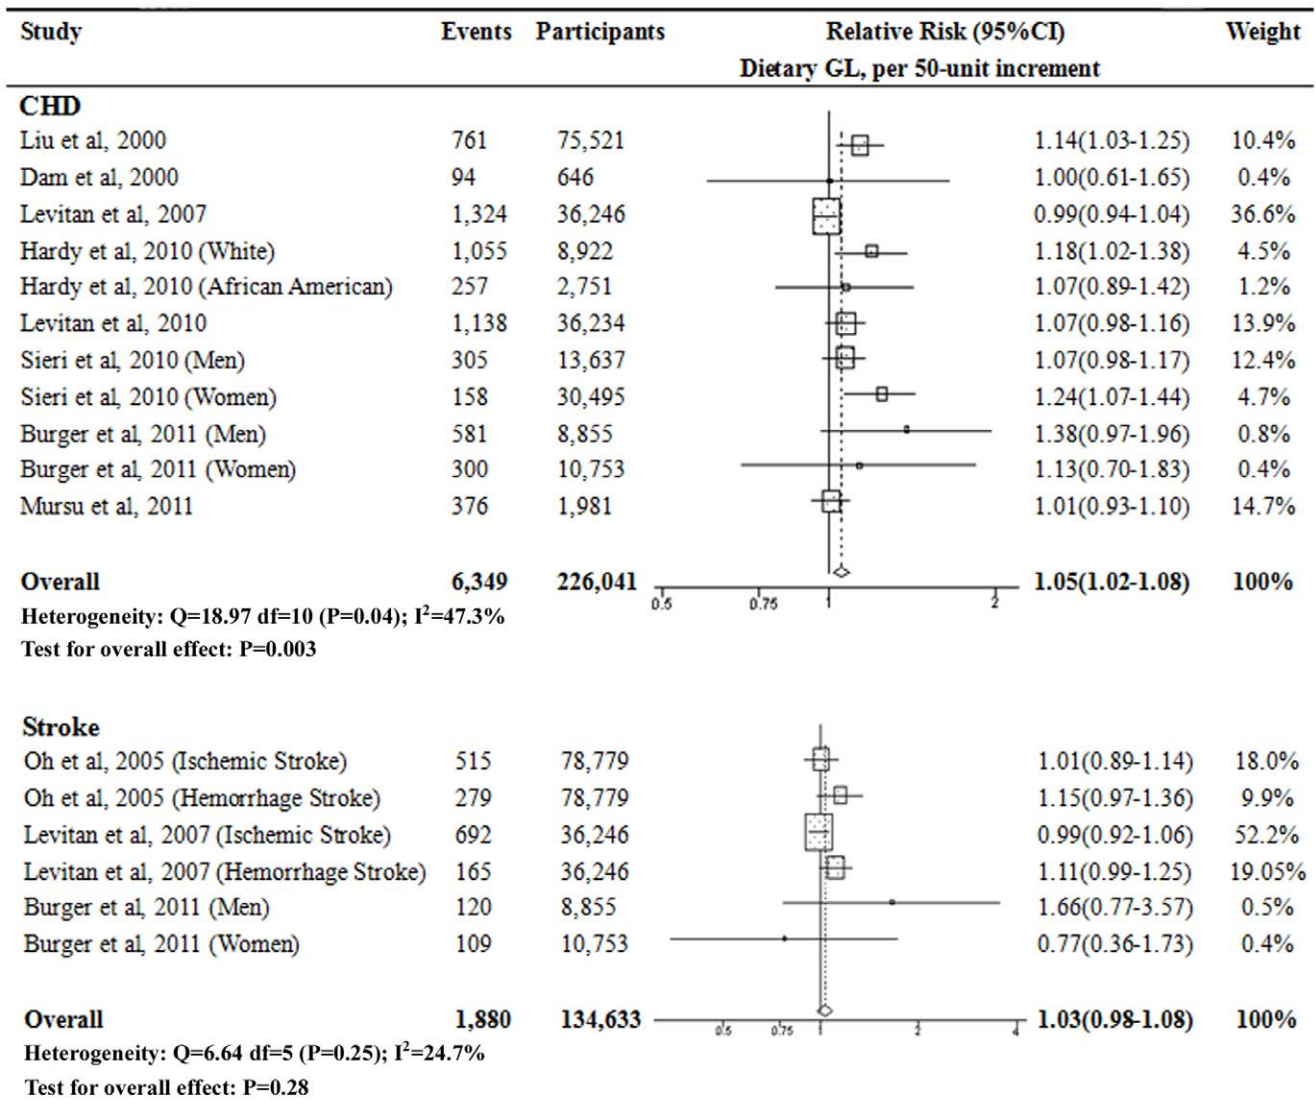 Study Events Participants Relative Risk (95%CI) Weight
Dietary GL, per 50-unit increment
CHD
Liu et al, 2000 761 75,521 1.14(1.03-1.25) 10.4%
Dam et al, 2000 94 646 1.00(0.61-1.65) 0.4%
Levitan et al, 2007 1,324 36,246 0.99(0.94-1.04) 36.6%
Hardy et al, 2010 (White) 1,055 8,922 1.18(1.02-1.38) 4.5%
Hardy et al, 2010 (African American) 257 2,751 1.07(0.89-1.42) 1.2%
Levitan et al, 2010 1,138 36,234 1.07(0.98-1.16) 13.9%
Sieri et al, 2010 (Men) 305 13,637 1.07(0.98-1.17) 12.4%
Sieri et al, 2010 (Women) 158 30,495 1.24(1.07-1.44) 4.7%
Burger et al, 2011 (Men) 581 8,855 1.38(0.97-1.96) 0.8%
Burger et al, 2011 (Women) 300 10,753 1.13(0.70-1.83) 0.4%
Mursu et al, 2011 376 1,981 1.01(0.93-1.10) 14.7%
Overall 6,349 226,041 1.05(1.02-1.08) 100%
0.5 0.75 1 2
Heterogeneity: Q=18.97 df=10 (P=0.04); I²=47.3%
Test for overall effect: P=0.003
Stroke
Oh et al, 2005 (Ischemic Stroke) 515 78,779 1.01(0.89-1.14) 18.0%
Oh et al, 2005 (Hemorrhage Stroke) 279 78,779 1.15(0.97-1.36) 9.9%
Levitan et al, 2007 (Ischemic Stroke) 692 36,246 0.99(0.92-1.06) 52.2%
Levitan et al, 2007 (Hemorrhage Stroke) 165 36,246 1.11(0.99-1.25) 19.05%
Burger et al, 2011 (Men) 120 8,855 1.66(0.77-3.57) 0.5%
Burger et al, 2011 (Women) 109 10,753 0.77(0.36-1.73) 0.4%
Overall 1,880 134,633 1.03(0.98-1.08) 100%
0.5 0.75 1 2 4
Heterogeneity: Q=6.64 df=5 (P=0.25); I²=24.7%
Test for overall effect: P=0.28